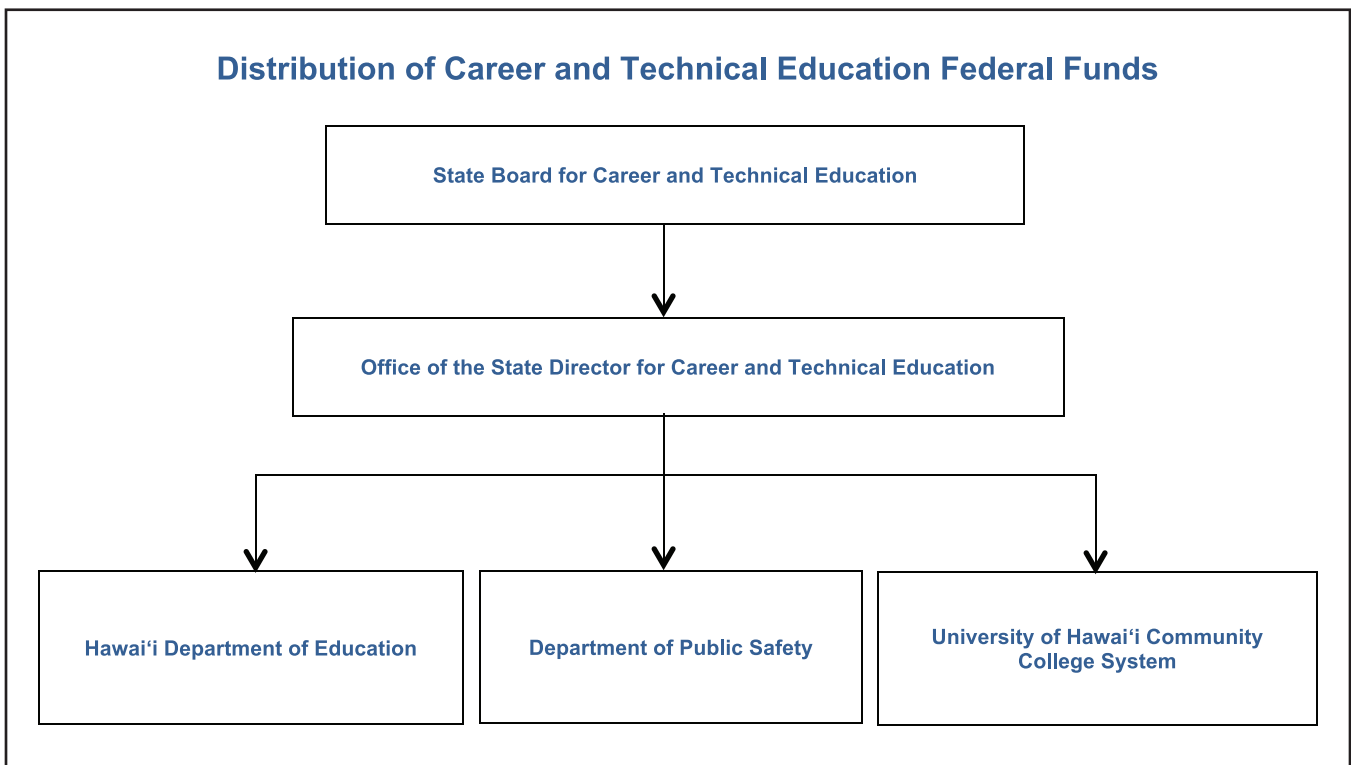 Distribution of Career and Technical Education Federal Funds
State Board for Career and Technical Education
Office of the State Director for Career and Technical Education
Hawaiʻi Department of Education
Department of Public Safety
University of Hawaiʻi Community
College System